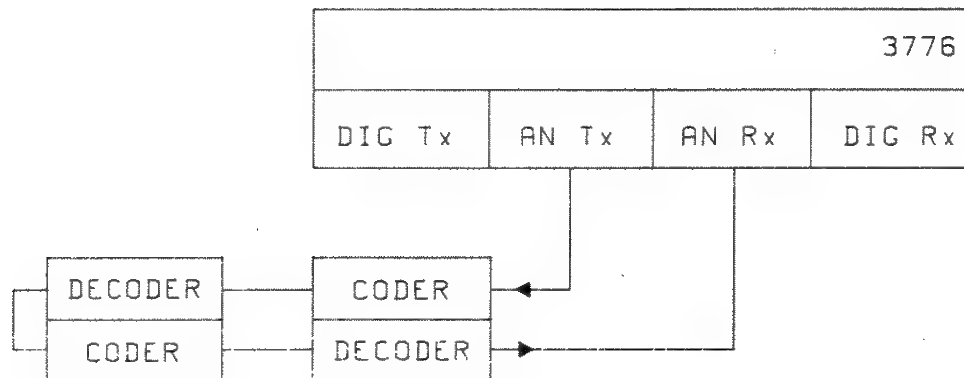 3776
DIG Tx AN Tx AN Rx DIG Rx
DECODER CODER
CODER DECODER